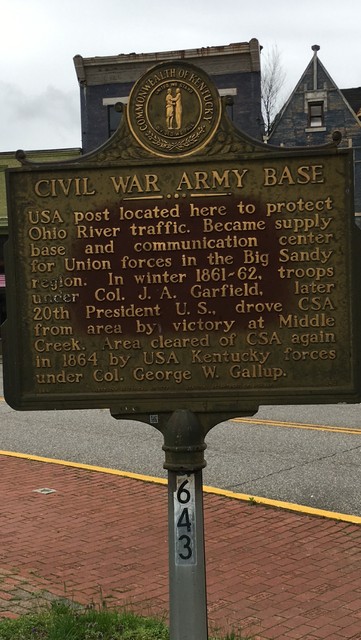 COMMONWEALTH OF KENTUCKY
CIVIL WAR ARMY BASE
USA post located here to protect
Ohio River traffic. Became supply
base and communication center
for Union forces in the Big Sandy
region. In winter 1861-62, troops
under Col. J. A. Garfield, later
20th President U. S., drove CSA
from area by victory at Middle
Creek. Area cleared of CSA again
in 1864 by USA Kentucky forces
under Col. George W. Gallup.
643